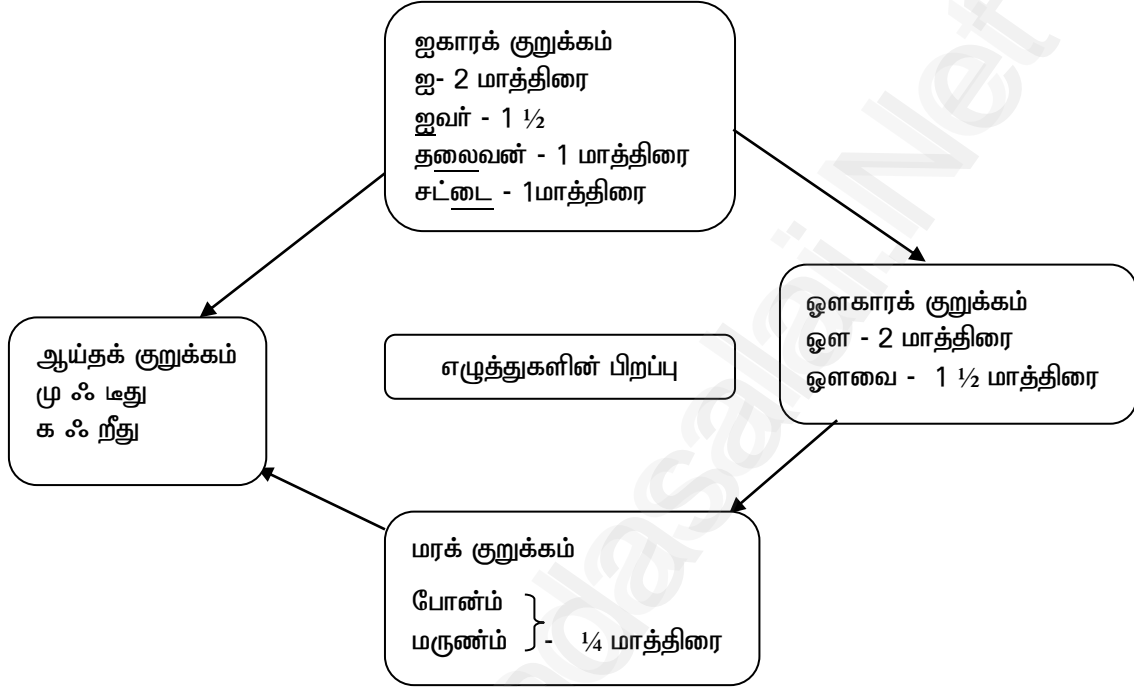 ஐகாரக் குறுக்கம்
ஐ- 2 மாத்திரை
ஐவர் - 1 ½
தலைவன் - 1 மாத்திரை
சட்டை - 1மாத்திரை
ஔகாரக் குறுக்கம்
ஔ - 2 மாத்திரை
ஔவை - 1 ½ மாத்திரை
ஆய்தக் குறுக்கம்
மு ஃ டீது
க ஃ றீது
எழுத்துகளின் பிறப்பு
மரக் குறுக்கம்
போன்ம்
மருண்ம் - ¼ மாத்திரை